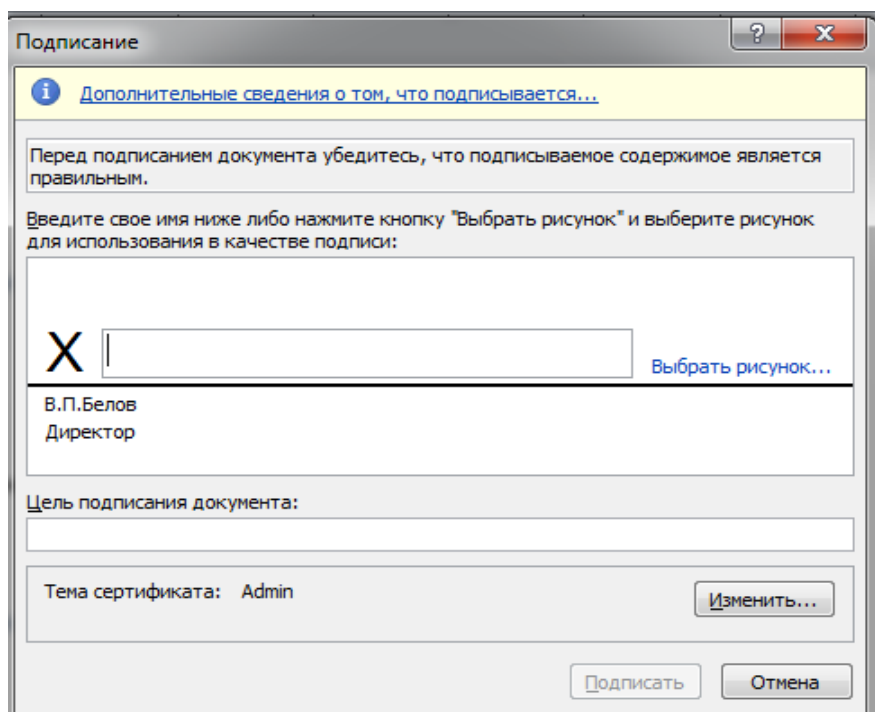 Подписание
Дополнительные сведения о том, что подписывается...
Перед подписанием документа убедитесь, что подписываемое содержимое является
правильным.
Введите свое имя ниже либо нажмите кнопку "Выбрать рисунок" и выберите рисунок
для использования в качестве подписи:
X
Выбрать рисунок...
В.П.Белов
Директор
Цель подписания документа:
Тема сертификата: Admin
Изменить...
Подписать Отмена